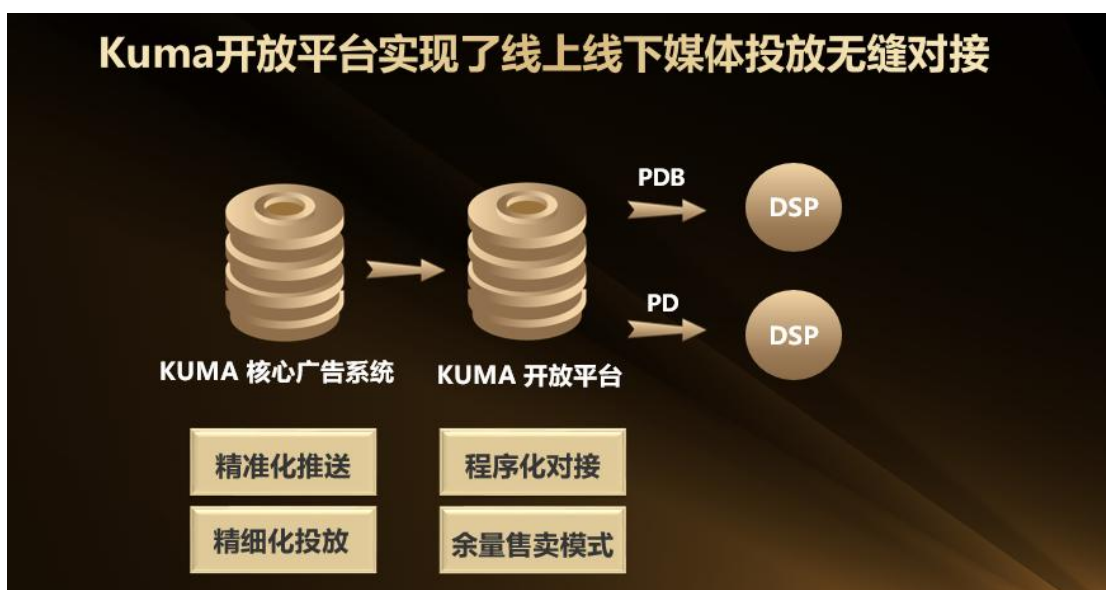 Kuma开放平台实现了线上线下媒体投放无缝对接
PDB
DSP
PD
DSP
KUMA 核心广告系统
KUMA 开放平台
精准化推送
程序化对接
精细化投放
余量售卖模式